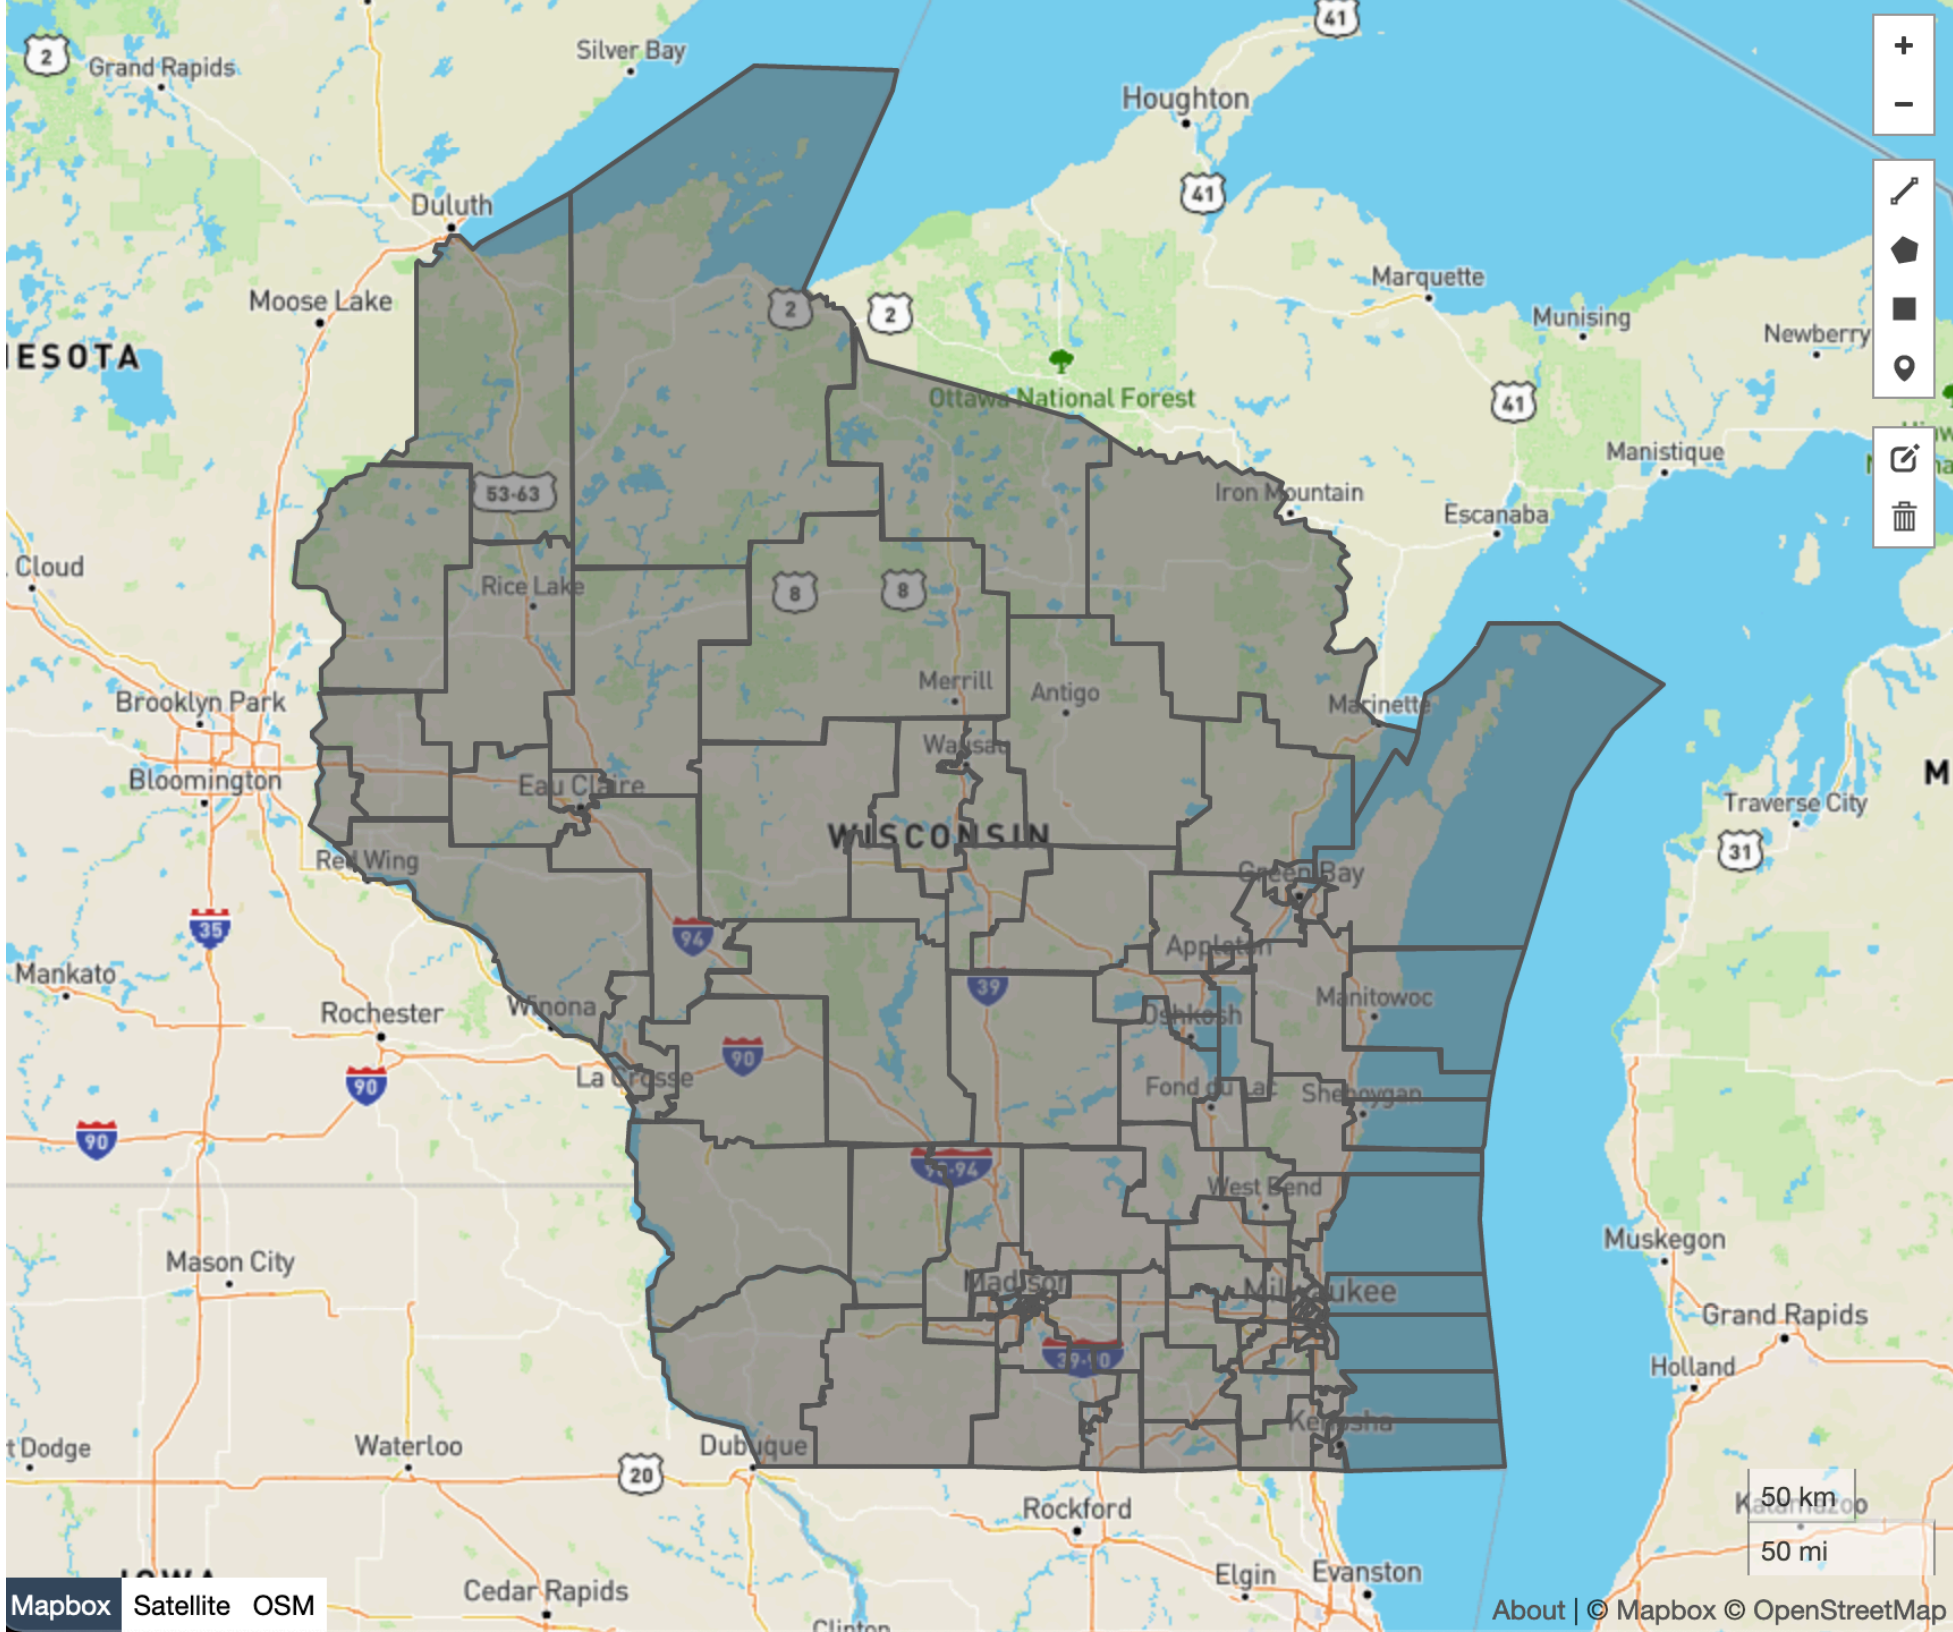 41
2
Grand Rapids
Silver Bay
Houghton
+
−
41
Duluth
Moose Lake
2
2
Marquette
Munising
Newberry
ESOTA
Ottawa National Forest
41
Manistique
53-63
Iron Mountain
Escanaba
Cloud
Rice Lake
8
8
Merrill
Antigo
Marinette
Brooklyn Park
Wausau
Bloomington
Eau Claire
M
Traverse City
WISCONSIN
31
Red Wing
Green Bay
35
94
Appleton
Mankato
39
Manitowoc
Rochester
Winona
Oshkosh
90
La Crosse
90
Fond du Lac
Sheboygan
90
90-94
West Bend
Mason City
Muskegon
Madison
Milwaukee
Grand Rapids
39-90
Holland
t Dodge
Waterloo
Dubuque
Kenosha
20
Rockford
50 km
Kalamazoo
50 mi
Elgin
Evanston
IOWA
Cedar Rapids
Mapbox Satellite OSM
Clinton
About | © Mapbox © OpenStreetMap